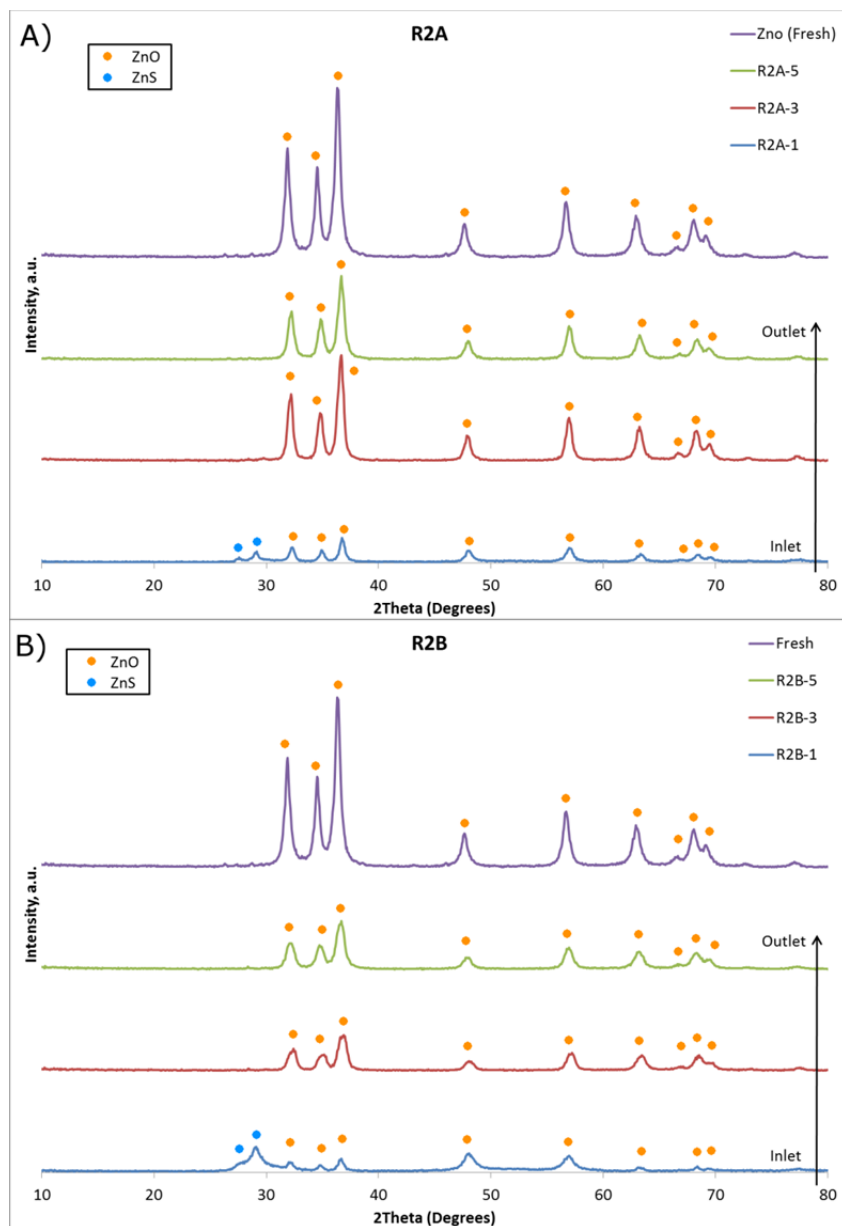 A)
R2A
ZnO
ZnS
Zno (Fresh)
R2A-5
R2A-3
R2A-1
Intensity, a.u.
Outlet
Inlet
10 20 30 40 50 60 70 80
2Theta (Degrees)
B)
R2B
ZnO
ZnS
Fresh
R2B-5
R2B-3
R2B-1
Intensity, a.u.
Outlet
Inlet
10 20 30 40 50 60 70 80
2Theta (Degrees)